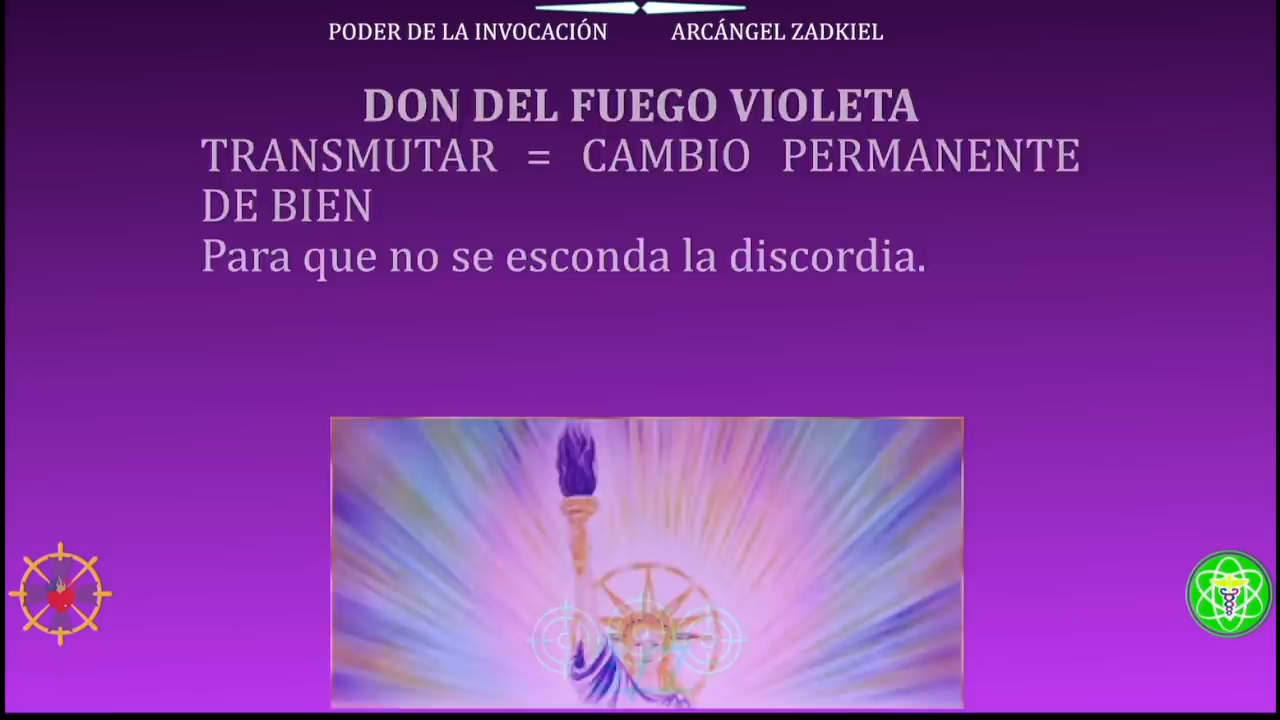 PODER DE LA INVOCACIÓN ARCÁNGEL ZADKIEL
DON DEL FUEGO VIOLETA
TRANSMUTAR = CAMBIO PERMANENTE
DE BIEN
Para que no se esconda la discordia.